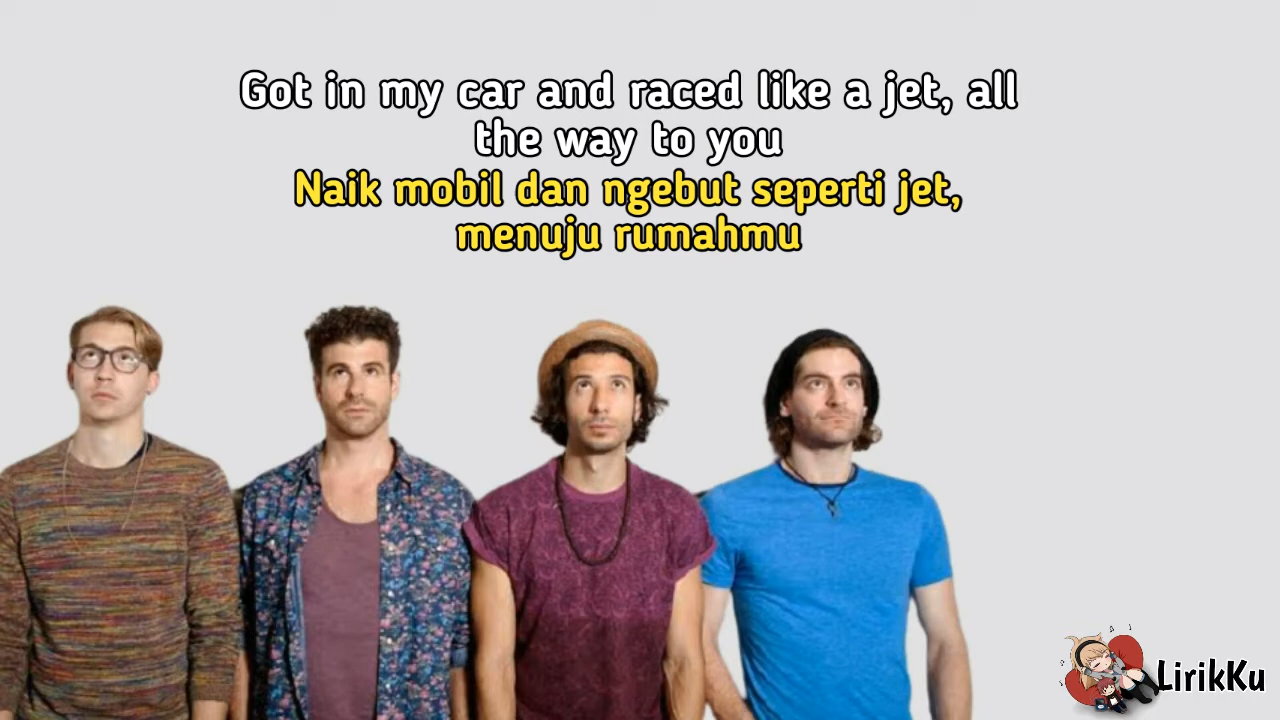 Got in my car and raced like a jet, all
the way to you
Naik mobil dan ngebut seperti jet,
menuju rumahmu
LirikKu